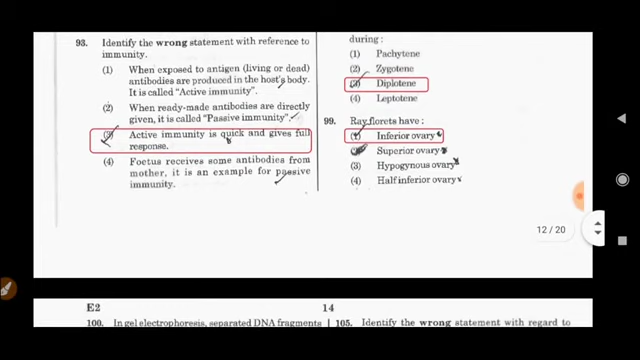 93. Identify the wrong statement with reference to
immunity.
(1) When exposed to antigen (living or dead)
antibodies are produced in the host's body.
It is called "Active immunity".
(2) When ready-made antibodies are directly
given, it is called "Passive immunity".
(3) Active immunity is quick and gives full
response.
(4) Foetus receives some antibodies from
mother, it is an example for passive
immunity.
during :
(1) Pachytene
(2) Zygotene
(3) Diplotene
(4) Leptotene
99. Ray florets have :
(1) Inferior ovary
Superior ovary
(3) Hypogynous ovary
(4) Half inferior ovary
12 / 20
E2
14
100. In gel electrophoresis, separated DNA fragments
105. Identify the wrong statement with regard to